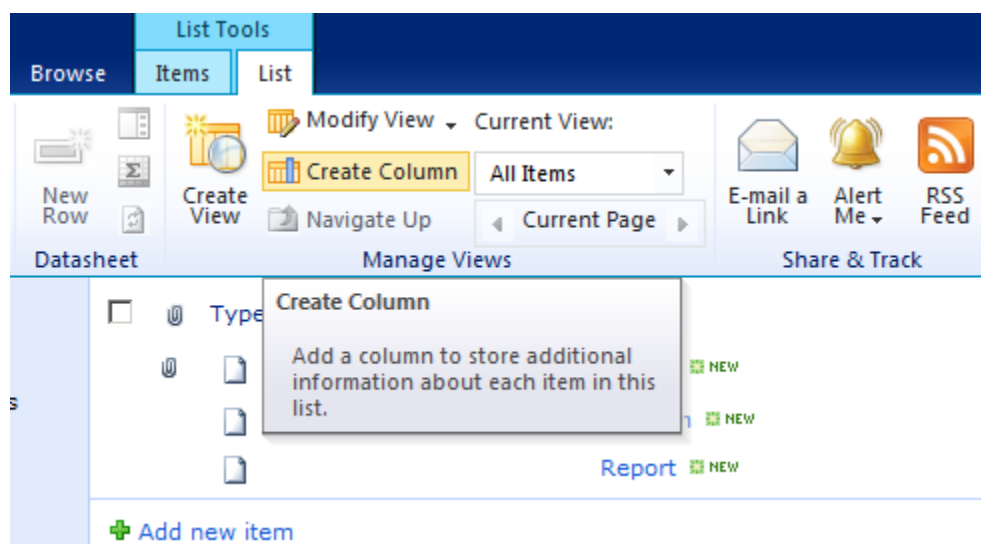 List Tools
Browse Items List
Modify View Current View:
Create Column All Items
New Row
Create View
Navigate Up Current Page
E-mail a Link
Alert Me
RSS Feed
Datasheet Manage Views Share & Track
Create Column
Type
Add a column to store additional
information about each item in this
list.
NEW
NEW
Report NEW
Add new item